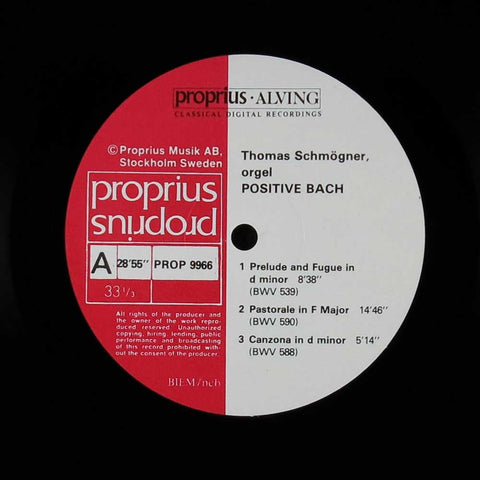 proprius · ALVING
CLASSICAL DIGITAL RECORDINGS
©Proprius Musik AB,
Stockholm Sweden
proprius
proprius
A 28'55" PROP 9966
33 1/3
All rights of the producer and
the owner of the work repro-
duced reserved. Unauthorized
copying, hiring, lending, public
performance and broadcasting
of this record prohibited with-
out the consent of the producer.
BIEM/ncb
Thomas Schmögner,
orgel
POSITIVE BACH
1 Prelude and Fugue in
d minor 8'38"
(BWV 539)
2 Pastorale in F Major 14'46"
(BWV 590)
3 Canzona in d minor 5'14"
(BWV 588)